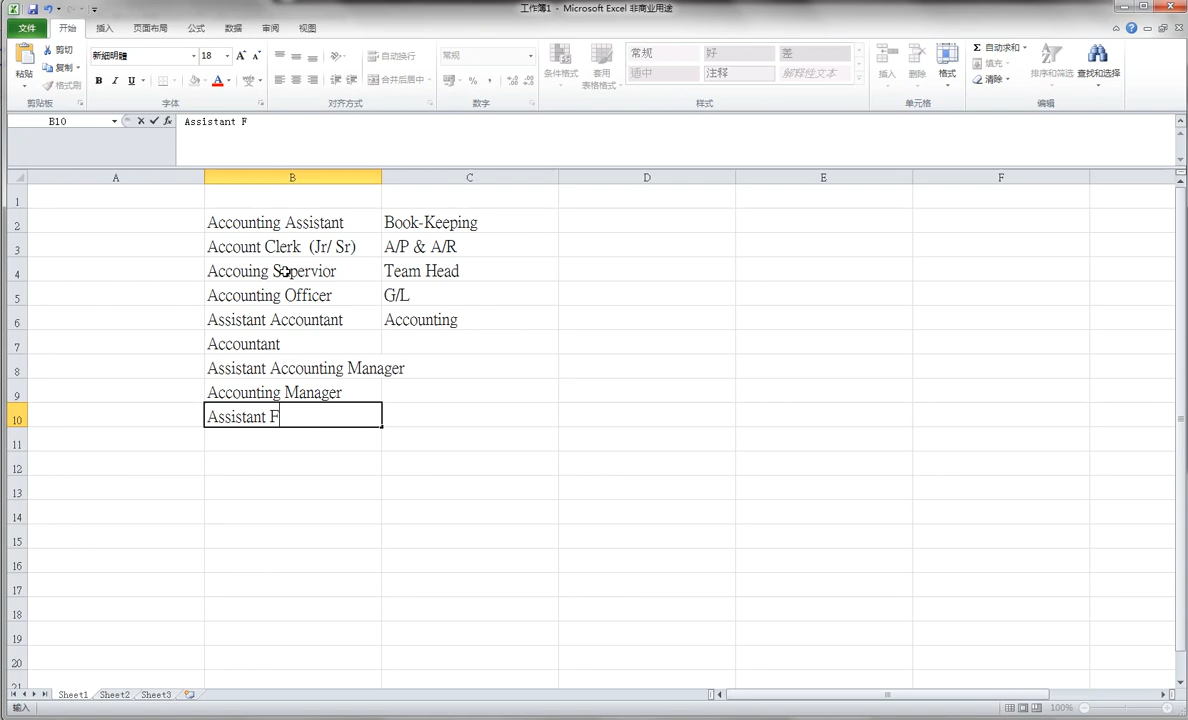 工作簿1 - Microsoft Excel 非商业用途
文件 开始 插入 页面布局 公式 数据 审阅 视图
粘贴 剪切 复制 格式刷 剪贴板
新細明體 18 B I U A 字体
自动换行 合并后居中 对齐方式
常规 % , 数字
条件格式 套用表格格式 常规 好 差 适中 注释 解释性文本 样式
插入 删除 格式 单元格
Σ 自动求和 填充 清除 排序和筛选 查找和选择 编辑
B10 fx Assistant F
A B C D E F
1
2 Accounting Assistant Book-Keeping
3 Account Clerk (Jr/ Sr) A/P & A/R
4 Accouing Supervior Team Head
5 Accounting Officer G/L
6 Assistant Accountant Accounting
7 Accountant
8 Assistant Accounting Manager
9 Accounting Manager
10 Assistant F
11
12
13
14
15
16
17
18
19
20
21
Sheet1 Sheet2 Sheet3
输入 100%